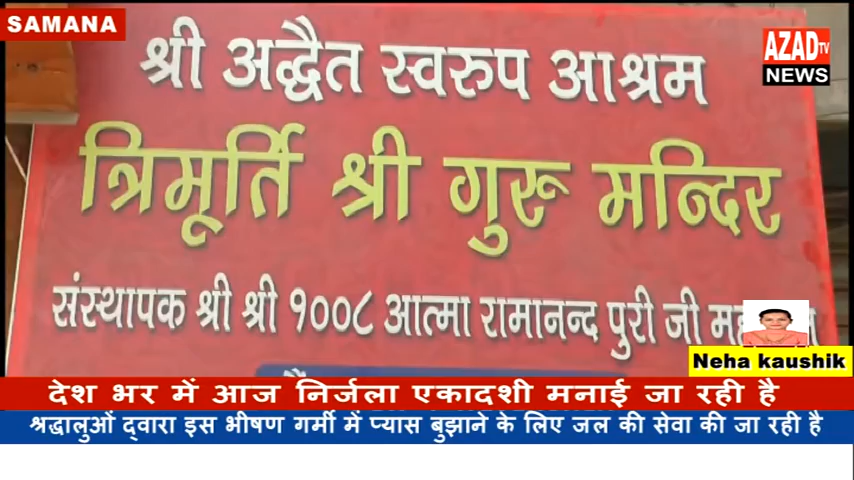 SAMANA
AZAD TV
NEWS
श्री अद्वैत स्वरुप आश्रम
त्रिमूर्ति श्री गुरू मन्दिर
संस्थापक श्री श्री १००८ आत्मा रामानन्द पुरी जी
Neha kaushik
देश भर में आज निर्जला एकादशी मनाई जा रही है
श्रद्धालुओं द्वारा इस भीषण गर्मी में प्यास बुझाने के लिए जल की सेवा की जा रही है